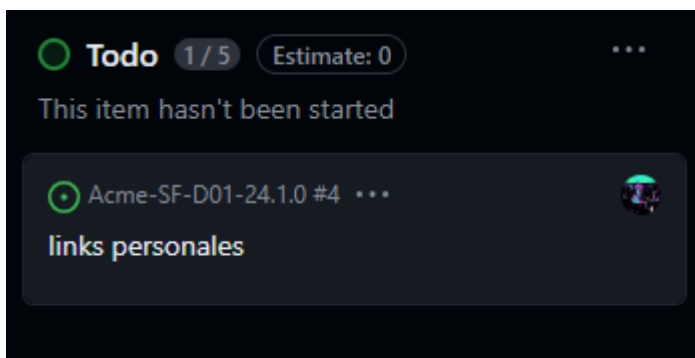 Todo 1 / 5 Estimate: 0 ...
This item hasn't been started
Acme-SF-D01-24.1.0 #4 ...
links personales